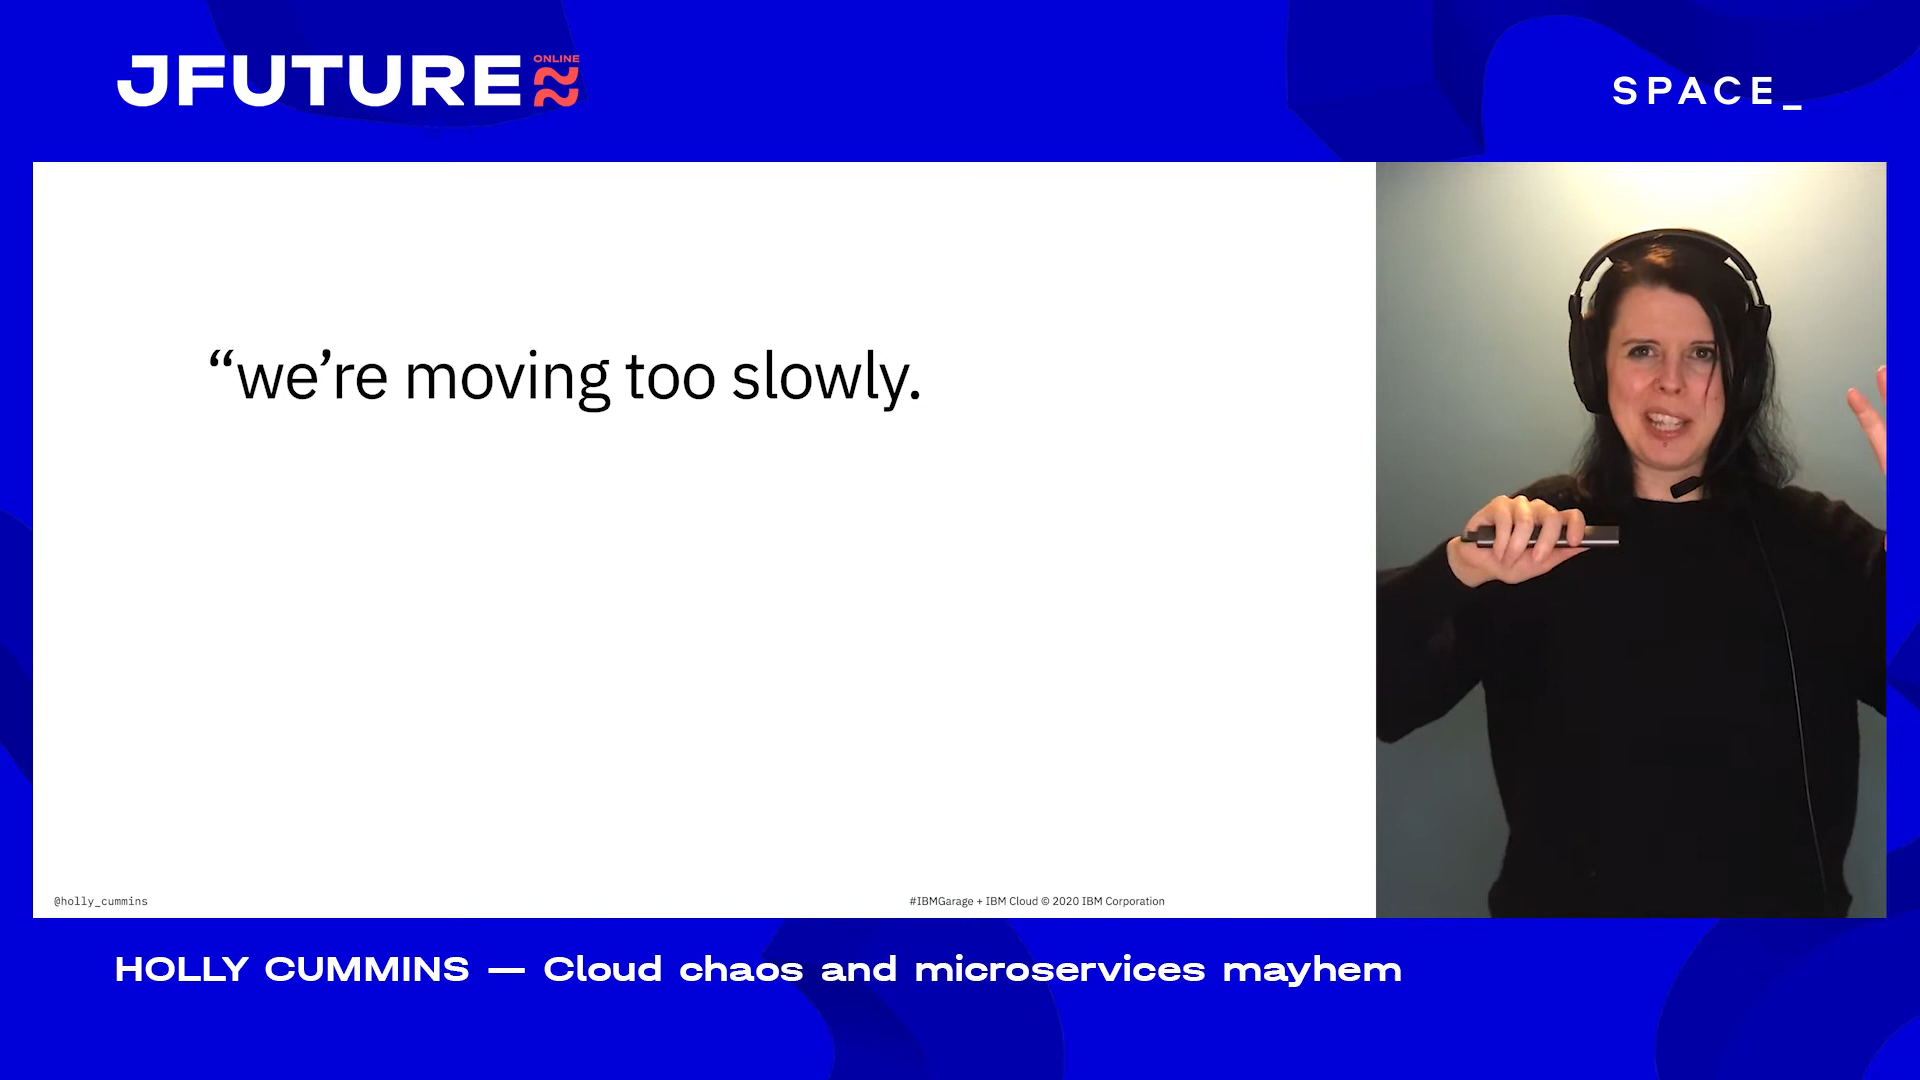 JFUTURE ONLINE
SPACE_
“we’re moving too slowly.
@holly_cummins
#IBMGarage + IBM Cloud © 2020 IBM Corporation
HOLLY CUMMINS — Cloud chaos and microservices mayhem